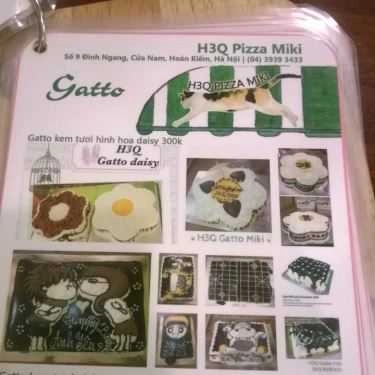 H3Q Pizza Miki
Số 9 Đình Ngang, Cửa Nam, Hoàn Kiếm, Hà Nội | (04) 3939 3433
Gatto
H3Q PIZZA MIKI
Gatto kem tươi hình hoa daisy 300k
H3Q
Gatto daisy
H3Q Gatto Miki